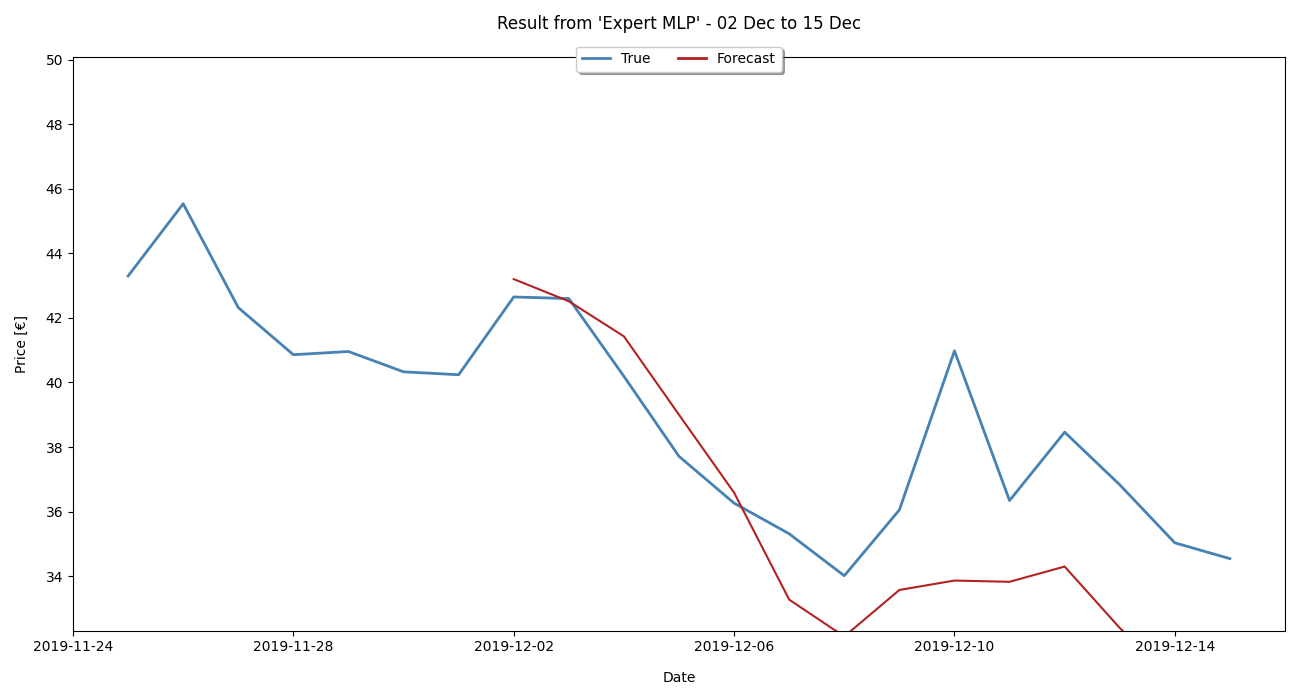 Result from 'Expert MLP' - 02 Dec to 15 Dec
True Forecast
50
48
46
44
42
40
38
36
34
Price [€]
2019-11-24 2019-11-28 2019-12-02 2019-12-06 2019-12-10 2019-12-14
Date